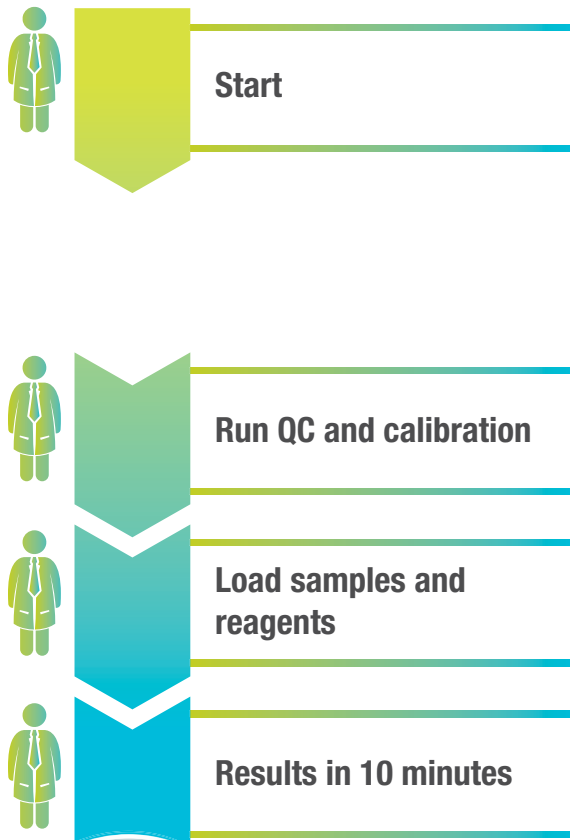 Start
Run QC and calibration
Load samples and
reagents
Results in 10 minutes